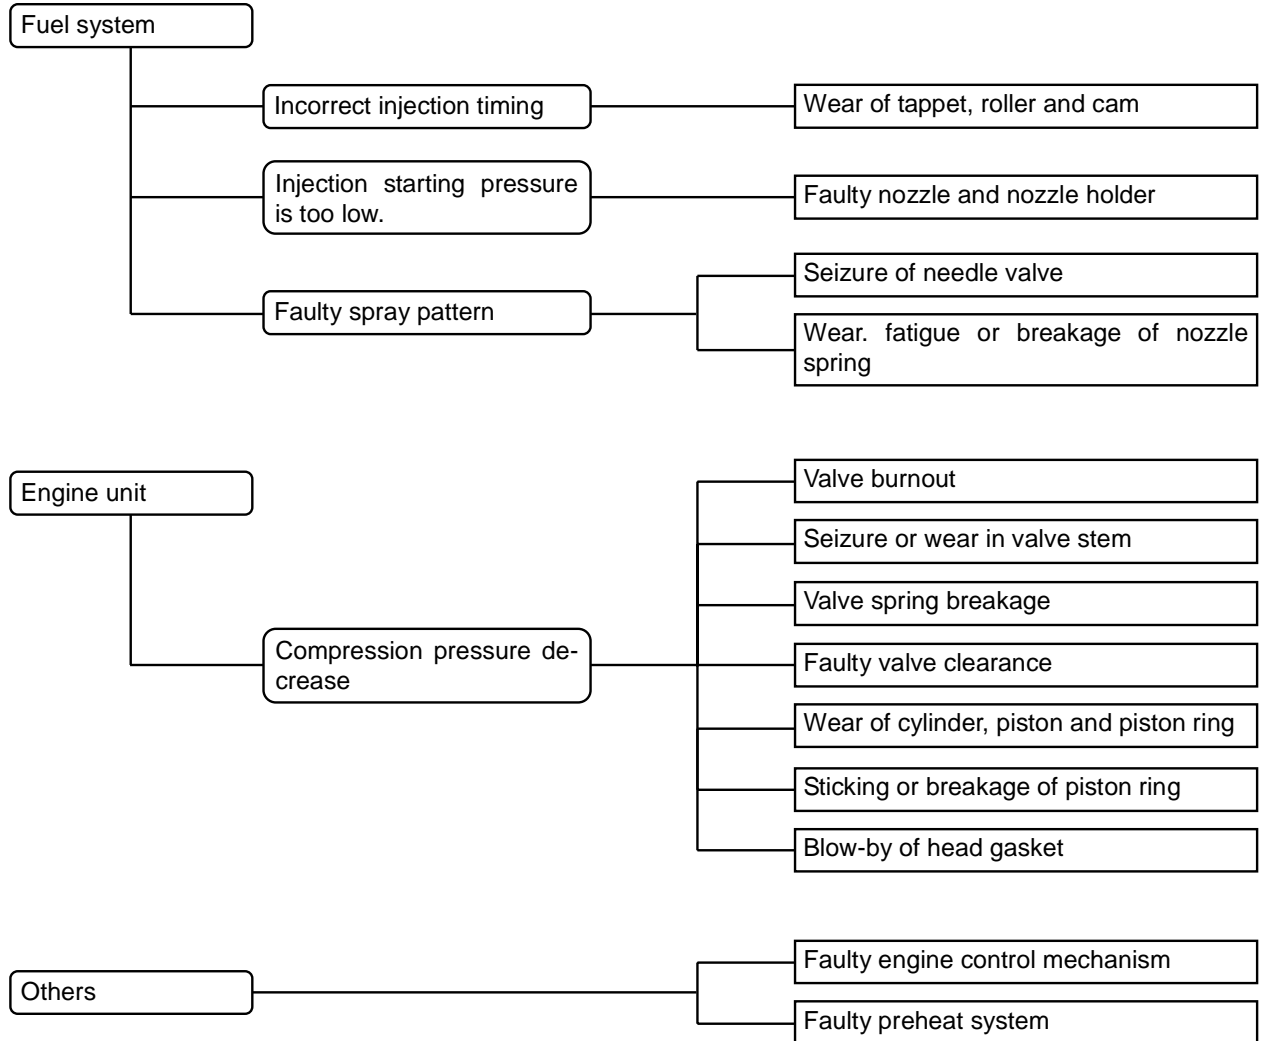 Fuel system
Incorrect injection timing
Wear of tappet, roller and cam
Injection starting pressure
is too low.
Faulty nozzle and nozzle holder
Faulty spray pattern
Seizure of needle valve
Wear. fatigue or breakage of nozzle
spring
Engine unit
Compression pressure de-
crease
Valve burnout
Seizure or wear in valve stem
Valve spring breakage
Faulty valve clearance
Wear of cylinder, piston and piston ring
Sticking or breakage of piston ring
Blow-by of head gasket
Others
Faulty engine control mechanism
Faulty preheat system